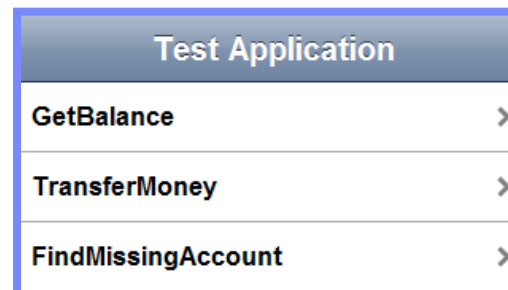 Test Application
GetBalance
TransferMoney
FindMissingAccount